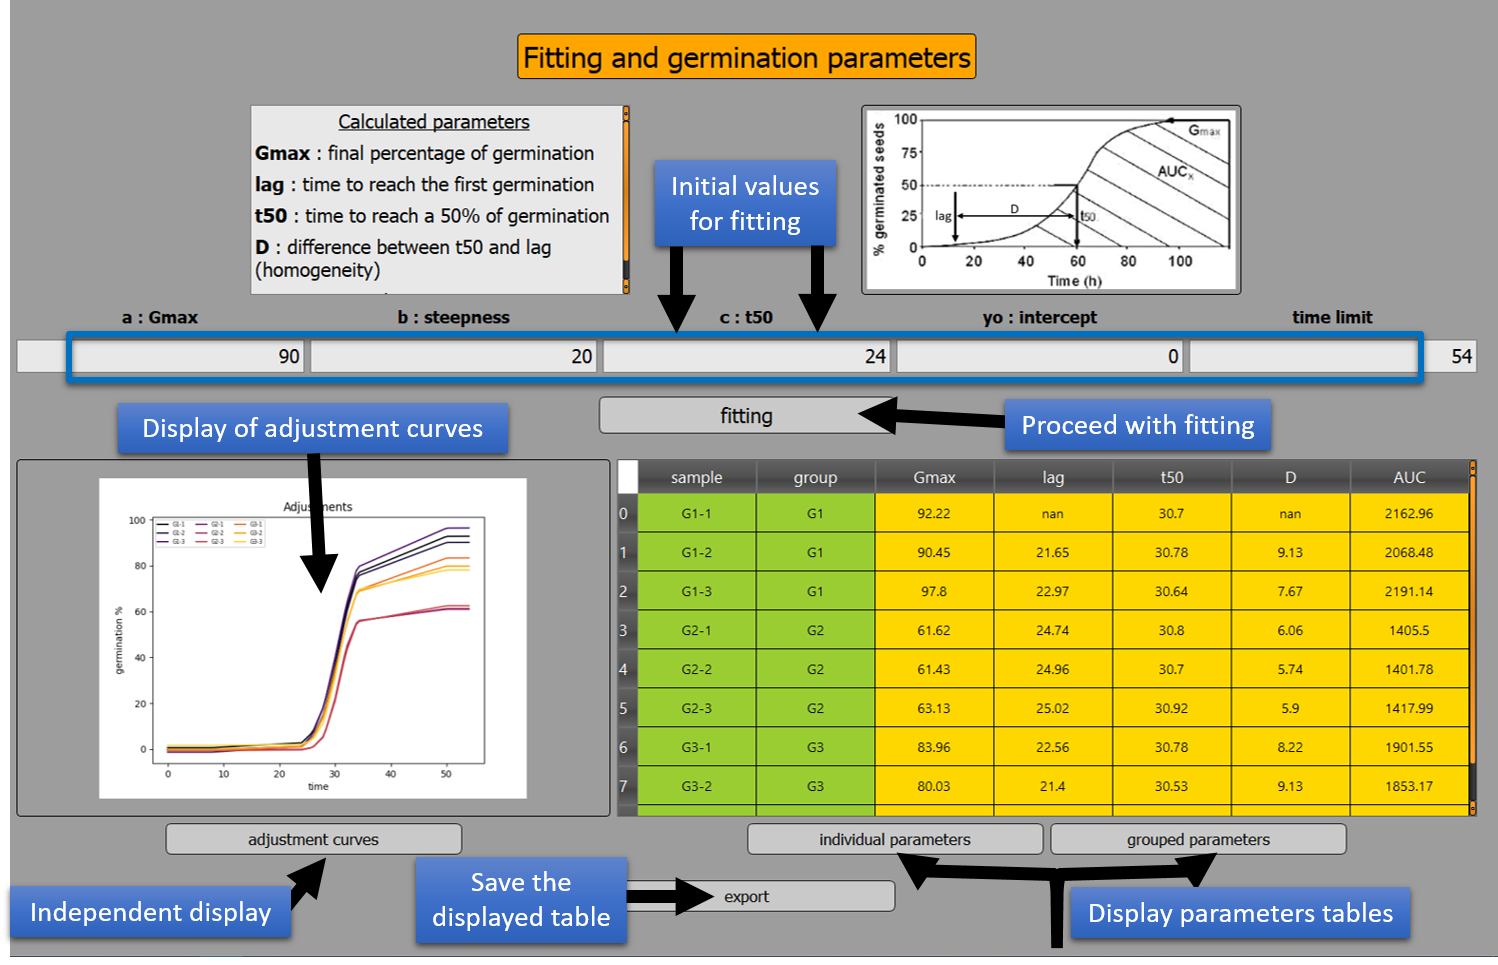 Fitting and germination parameters
Calculated parameters
Gmax : final percentage of germination
lag : time to reach the first germination
t50 : time to reach a 50% of germination
D : difference between t50 and lag
(homogeneity)
Initial values
for fitting
% germinated seeds
100
75
50
25
0
Gmax
AUCx
lag
D
t50
0 20 40 60 80 100
Time (h)
a : Gmax b : steepness c : t50 yo : intercept time limit
90 20 24 0 54
fitting
Proceed with fitting
Display of adjustment curves
Adjustments
G1-1 G2-1 G3-1
G1-2 G2-2 G3-2
G1-3 G2-3 G3-3
germination %
100
80
60
40
20
0
0 10 20 30 40 50
time
sample group Gmax lag t50 D AUC
0 G1-1 G1 92.22 nan 30.7 nan 2162.96
1 G1-2 G1 90.45 21.65 30.78 9.13 2068.48
2 G1-3 G1 97.8 22.97 30.64 7.67 2191.14
3 G2-1 G2 61.62 24.74 30.8 6.06 1405.5
4 G2-2 G2 61.43 24.96 30.7 5.74 1401.78
5 G2-3 G2 63.13 25.02 30.92 5.9 1417.99
6 G3-1 G3 83.96 22.56 30.78 8.22 1901.55
7 G3-2 G3 80.03 21.4 30.53 9.13 1853.17
adjustment curves
individual parameters
grouped parameters
Independent display
Save the
displayed table
export
Display parameters tables